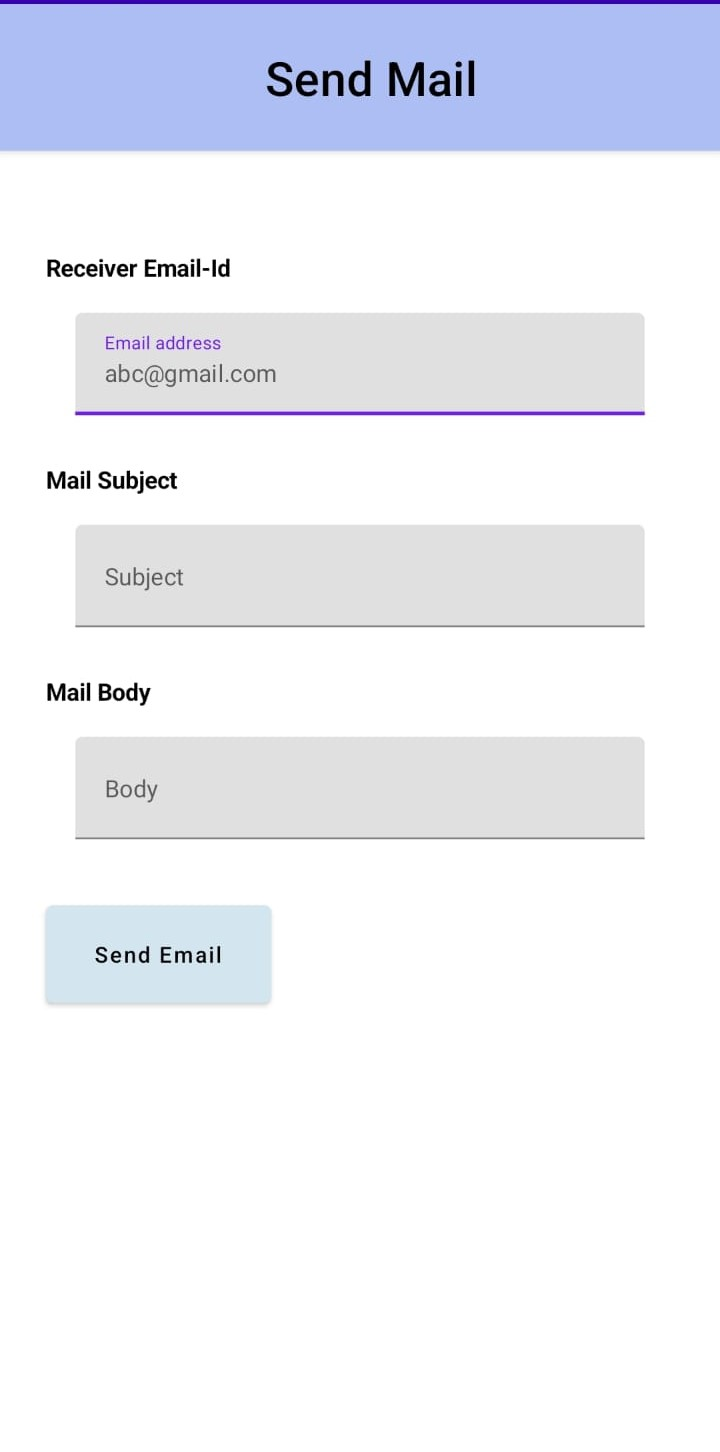 Send Mail
Receiver Email-Id
Email address
abc@gmail.com
Mail Subject
Subject
Mail Body
Body
Send Email